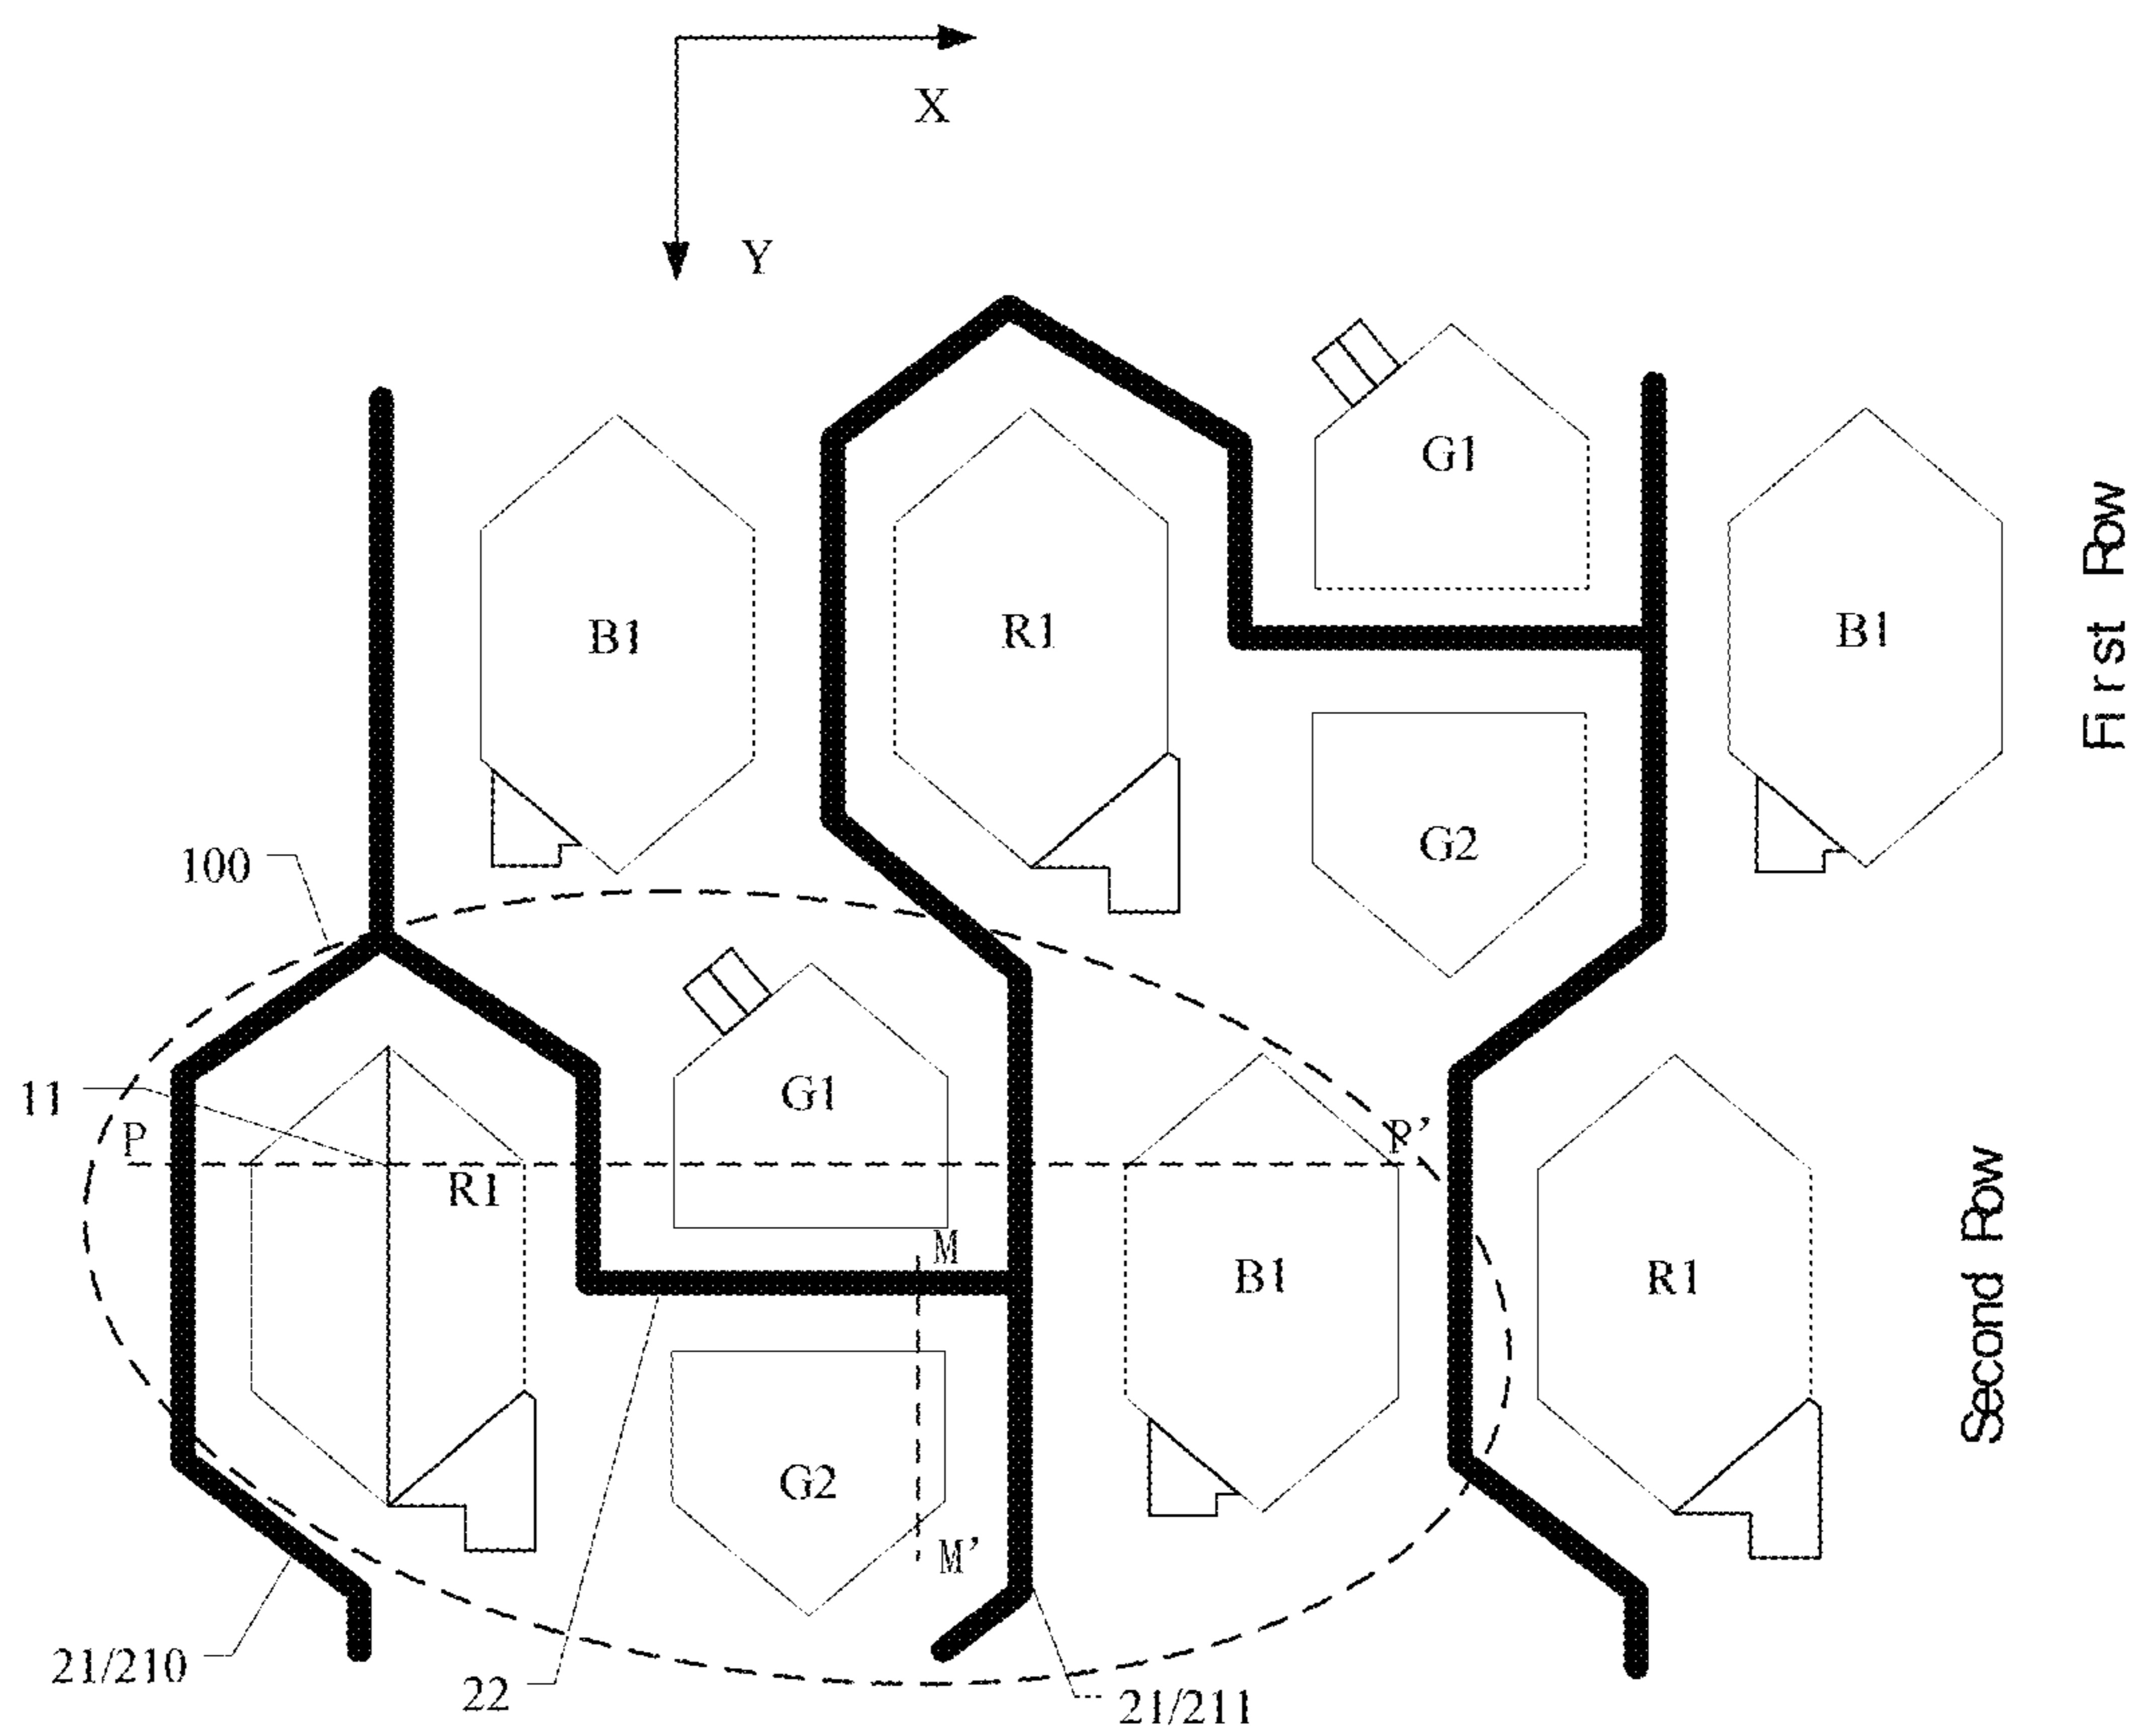 X
Y
G1
B1
R1
B1
First Row
G2
100
11
P
G1
P'
R1
M
B1
R1
Second Row
G2
M'
21/210
22
21/211